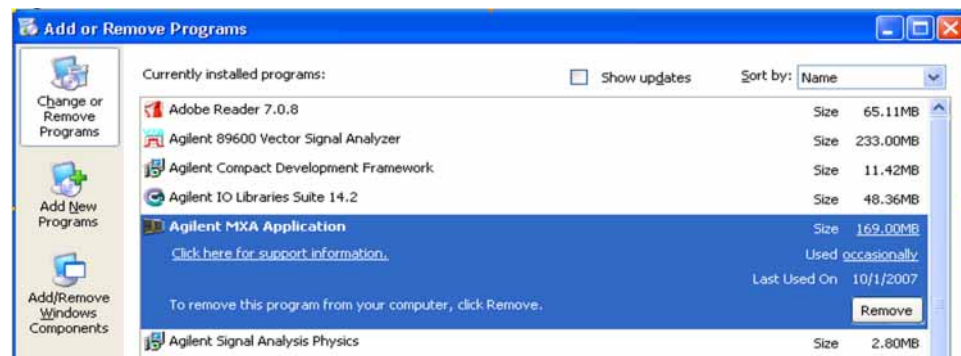 Add or Remove Programs
Change or
Remove
Programs
Add New
Programs
Add/Remove
Windows
Components
Currently installed programs:
Show updates
Sort by: Name
Adobe Reader 7.0.8 Size 65.11MB
Agilent 89600 Vector Signal Analyzer Size 233.00MB
Agilent Compact Development Framework Size 11.42MB
Agilent IO Libraries Suite 14.2 Size 48.36MB
Agilent MXA Application Size 169.00MB
Click here for support information. Used occasionally
Last Used On 10/1/2007
To remove this program from your computer, click Remove. Remove
Agilent Signal Analysis Physics Size 2.80MB